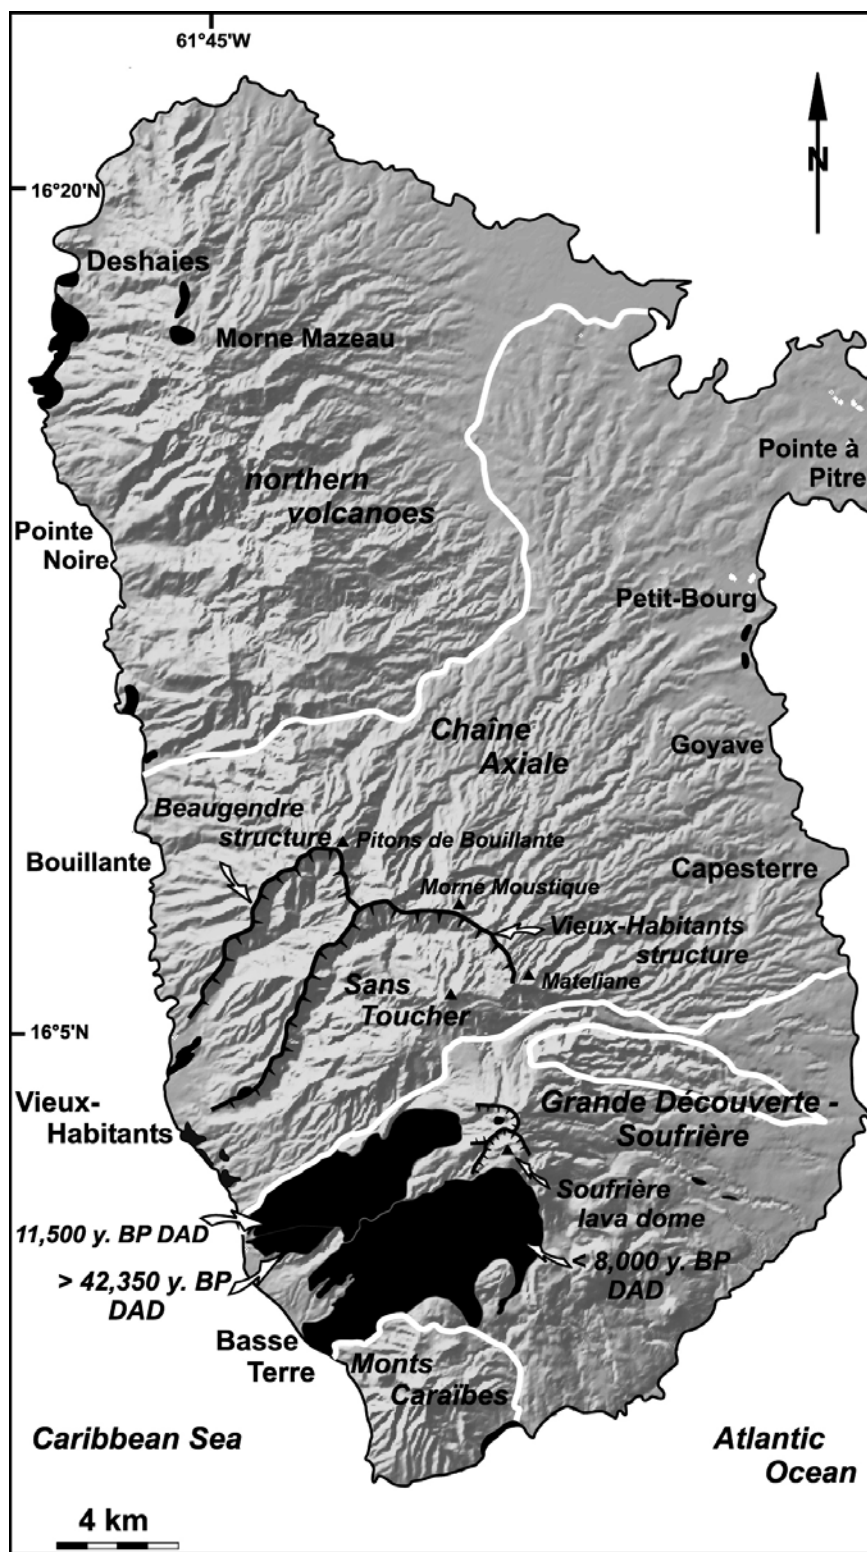 61°45'W
N
16°20'N
Deshaies
Morne Mazeau
Pointe à
Pitre
northern
volcanoes
Pointe
Noire
Petit-Bourg
Chaîne
Axiale
Goyave
Beaugendre
structure
Pitons de Bouillante
Bouillante
Capesterre
Morne Moustique
Vieux-Habitants
structure
Mateliane
Sans
Toucher
16°5'N
Vieux-
Habitants
Grande Découverte -
Soufrière
Soufrière
lava dome
11,500 y. BP DAD
< 8,000 y. BP
DAD
> 42,350 y. BP
DAD
Basse
Terre
Monts
Caraïbes
Caribbean Sea
Atlantic
Ocean
4 km